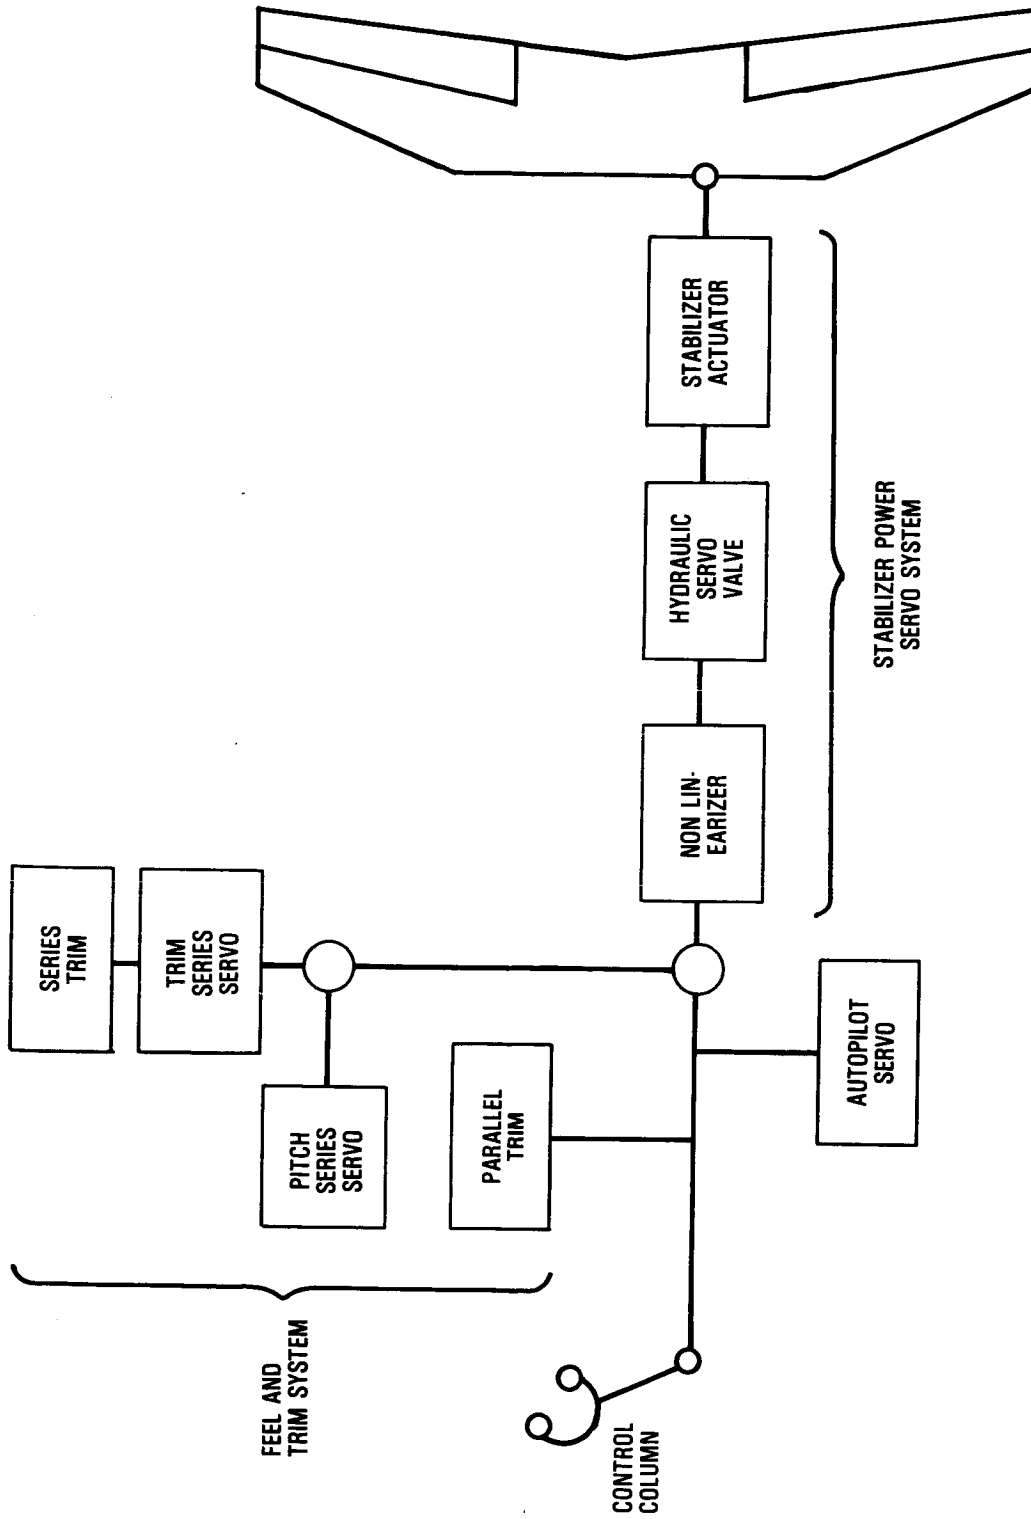 FEEL AND
TRIM SYSTEM
SERIES
TRIM
TRIM
SERIES
SERVO
PITCH
SERIES
SERVO
PARALLEL
TRIM
CONTROL
COLUMN
AUTOPILOT
SERVO
NON LIN-
EARIZER
HYDRAULIC
SERVO
VALVE
STABILIZER
ACTUATOR
STABILIZER POWER
SERVO SYSTEM